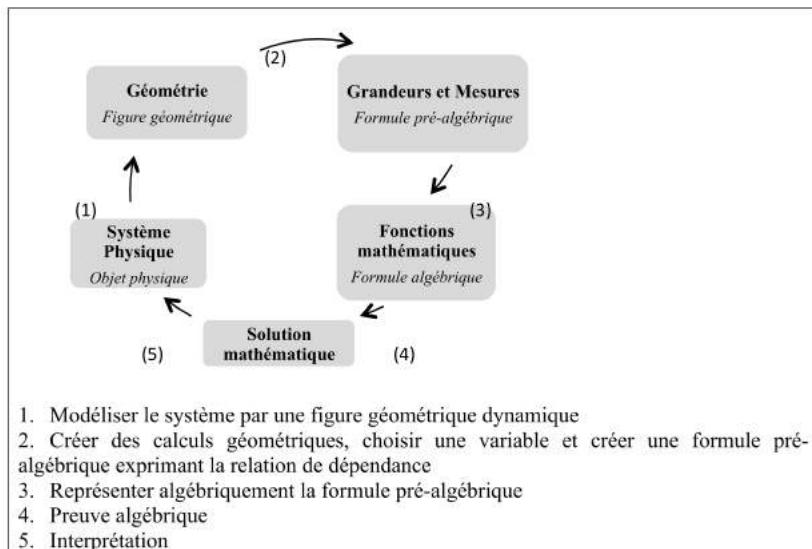 (2)
Géométrie
Figure géométrique
Grandeurs et Mesures
Formule pré-algébrique
(1)
Système
Physique
Objet physique
(3)
Fonctions
mathématiques
Formule algébrique
Solution
mathématique
(5)
(4)
1. Modéliser le système par une figure géométrique dynamique
2. Créer des calculs géométriques, choisir une variable et créer une formule pré-
algébrique exprimant la relation de dépendance
3. Représenter algébriquement la formule pré-algébrique
4. Preuve algébrique
5. Interprétation